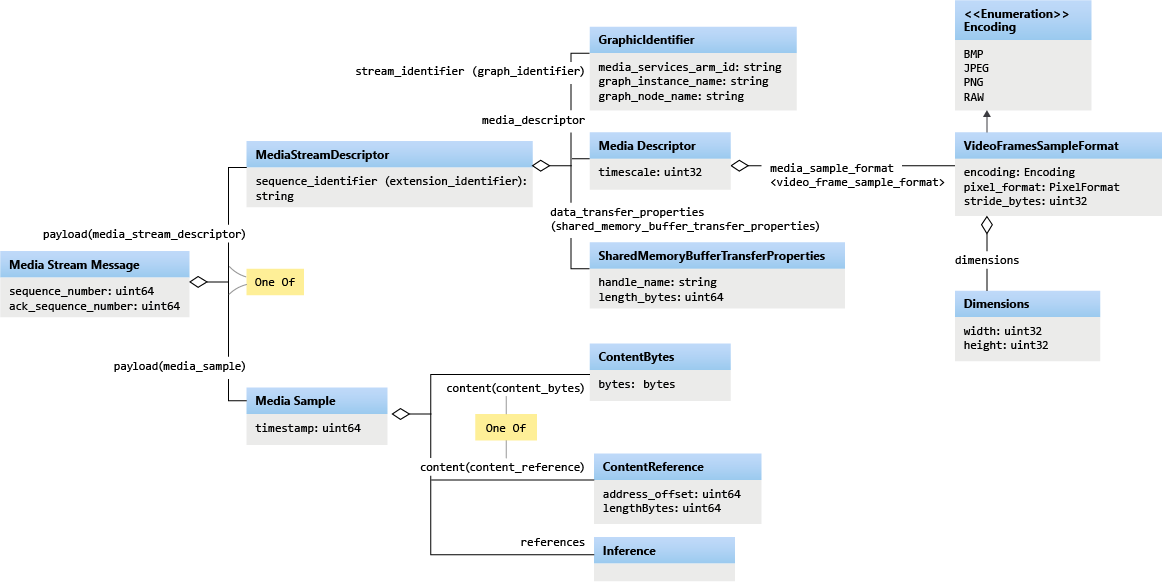 <<Enumeration>>
Encoding
BMP
JPEG
PNG
RAW
GraphicIdentifier
media_services_arm_id: string
graph_instance_name: string
graph_node_name: string
stream_identifier (graph_identifier)
media_descriptor
MediaStreamDescriptor
sequence_identifier (extension_identifier):
string
Media Descriptor
timescale: uint32
media_sample_format
<video_frame_sample_format>
VideoFramesSampleFormat
encoding: Encoding
pixel_format: PixelFormat
stride_bytes: uint32
data_transfer_properties
(shared_memory_buffer_transfer_properties)
payload(media_stream_descriptor)
SharedMemoryBufferTransferProperties
handle_name: string
length_bytes: uint64
dimensions
Media Stream Message
sequence_number: uint64
ack_sequence_number: uint64
One Of
Dimensions
width: uint32
height: uint32
payload(media_sample)
Media Sample
timestamp: uint64
ContentBytes
bytes: bytes
content(content_bytes)
One Of
content(content_reference)
ContentReference
address_offset: uint64
lengthBytes: uint64
references
Inference